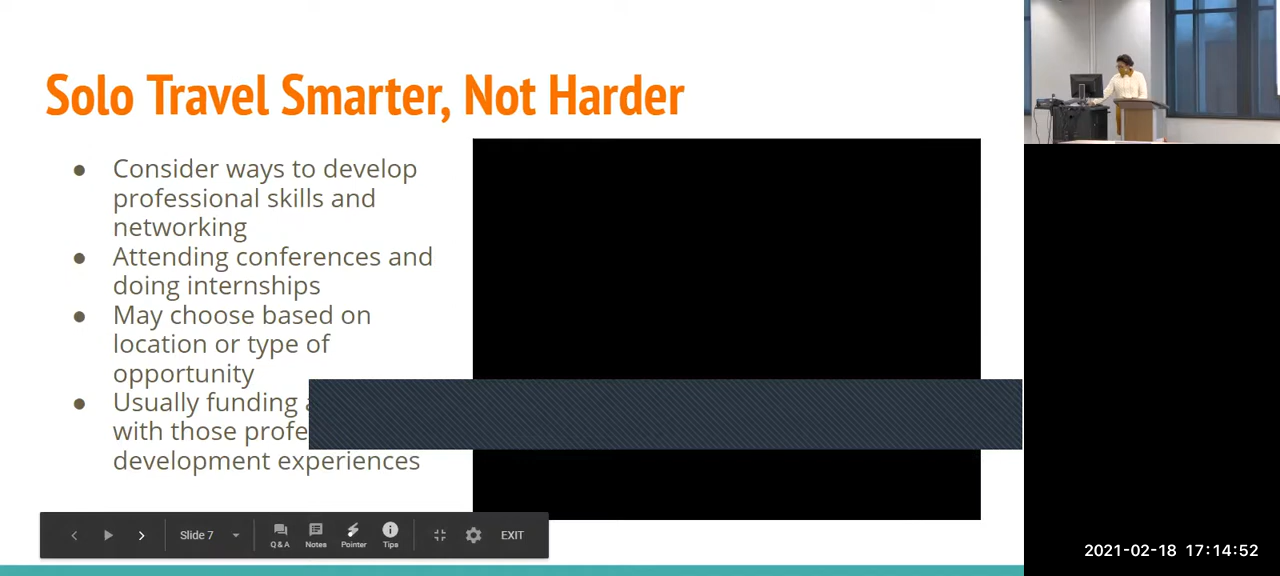 Solo Travel Smarter, Not Harder
● Consider ways to develop
professional skills and
networking
● Attending conferences and
doing internships
● May choose based on
location or type of
opportunity
● Usually funding
with those
development experiences
Slide 7
Q&A
Notes
Pointer
Tips
EXIT
2021-02-18 17:14:52